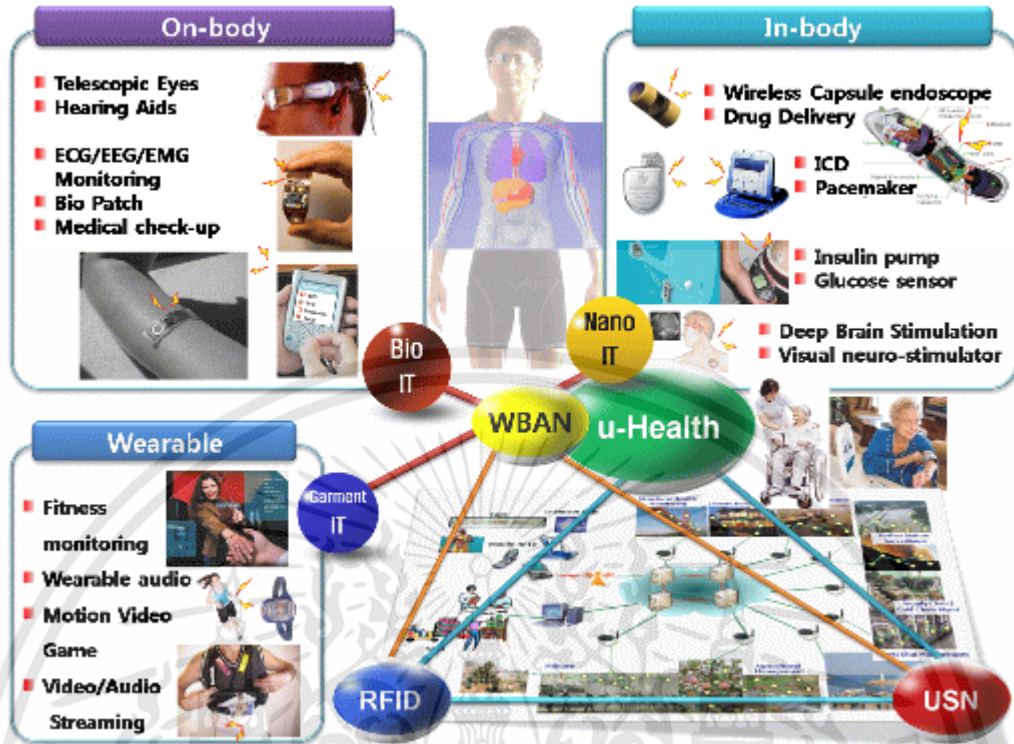 On-body
Telescopic Eyes
Hearing Aids
ECG/EEG/EMG
Monitoring
Bio Patch
Medical check-up
In-body
Wireless Capsule endoscope
Drug Delivery
ICD
Pacemaker
Insulin pump
Glucose sensor
Deep Brain Stimulation
Visual neuro-stimulator
Bio
IT
Nano
IT
WBAN
u-Health
Wearable
Fitness
monitoring
Wearable audio
Motion Video
Game
Video/Audio
Streaming
Garment
IT
RFID
USN